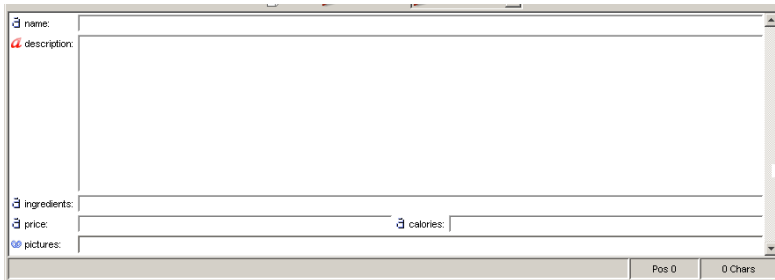 name:
description:
ingredients:
price: calories:
pictures:
Pos 0 0 Chars